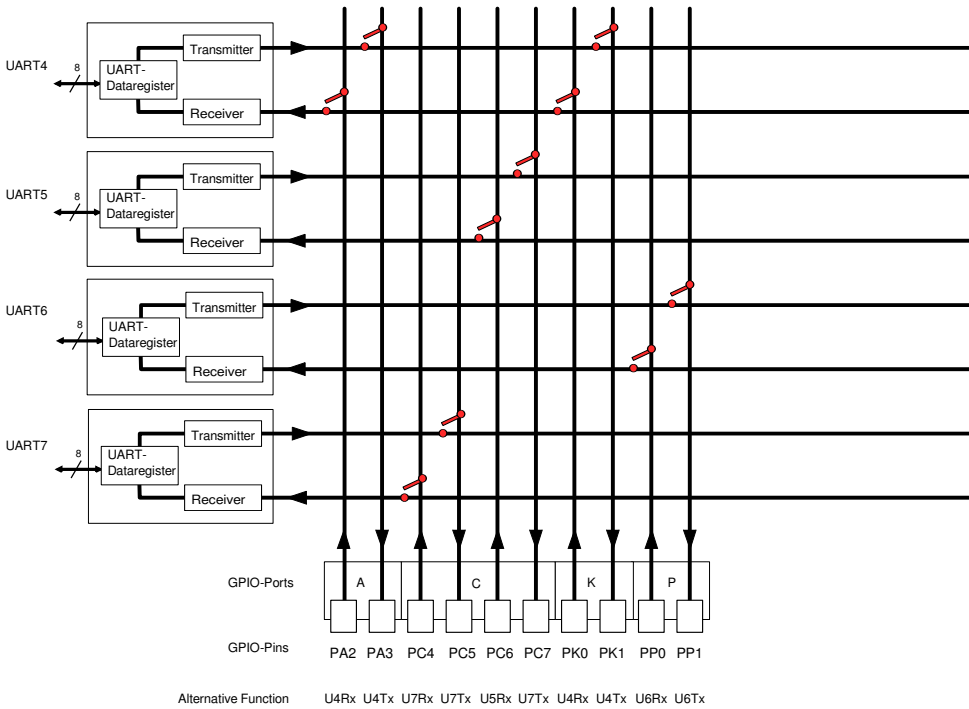 UART4
8
UART-
Dataregister
Transmitter
Receiver
UART5
8
UART-
Dataregister
Transmitter
Receiver
UART6
8
UART-
Dataregister
Transmitter
Receiver
UART7
8
UART-
Dataregister
Transmitter
Receiver
GPIO-Ports A C K P
GPIO-Pins PA2 PA3 PC4 PC5 PC6 PC7 PK0 PK1 PP0 PP1
Alternative Function U4Rx U4Tx U7Rx U7Tx U5Rx U7Tx U4Rx U4Tx U6Rx U6Tx